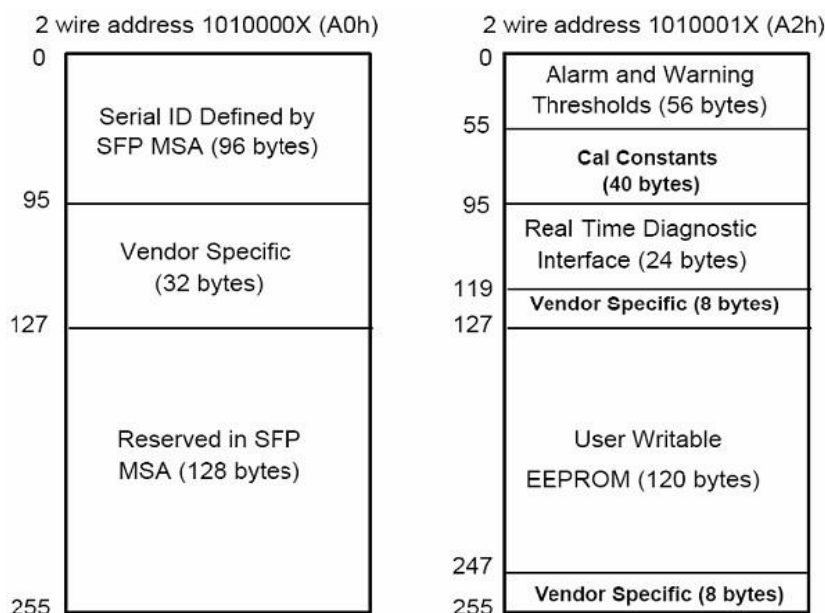 2 wire address 1010000X (A0h)
0
Serial ID Defined by
SFP MSA (96 bytes)
95
Vendor Specific
(32 bytes)
127
Reserved in SFP
MSA (128 bytes)
255
2 wire address 1010001X (A2h)
0
Alarm and Warning
Thresholds (56 bytes)
55
Cal Constants
(40 bytes)
95
Real Time Diagnostic
Interface (24 bytes)
119
Vendor Specific (8 bytes)
127
User Writable
EEPROM (120 bytes)
247
Vendor Specific (8 bytes)
255